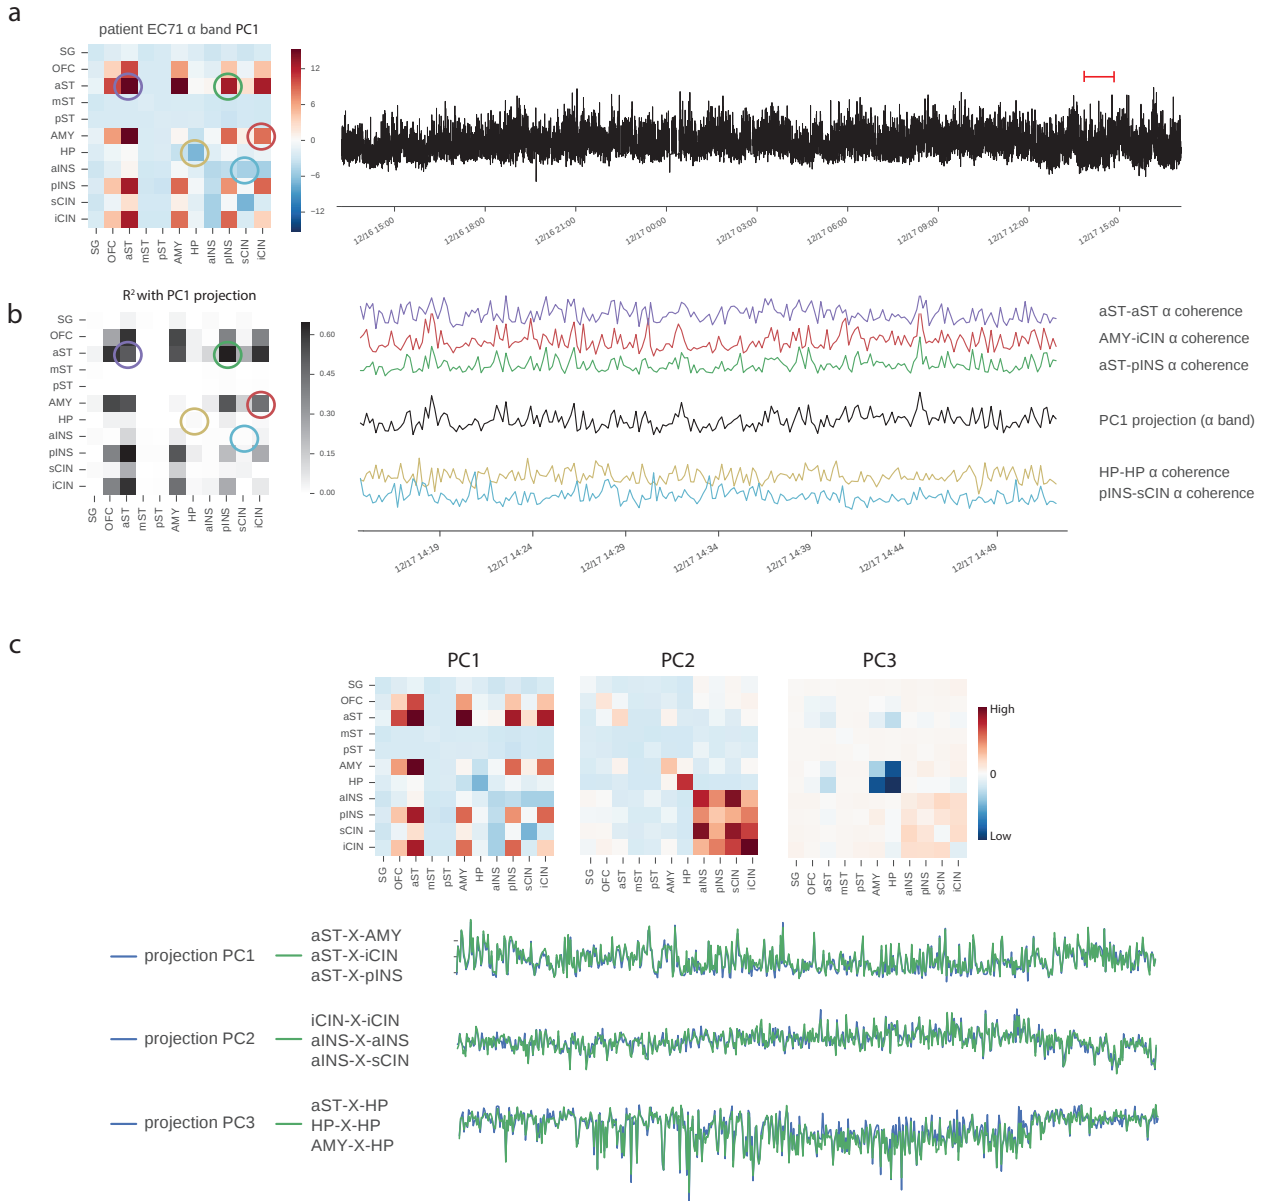 a
patient EC71 α band PC1
SG
OFC
aST
mST
pST
AMY
HP
aINS
pINS
sCIN
iCIN
SG
OFC
aST
mST
pST
AMY
HP
aINS
pINS
sCIN
iCIN
12
6
0
−6
−12
12/16 15:00
12/16 18:00
12/16 21:00
12/17 00:00
12/17 03:00
12/17 06:00
12/17 09:00
12/17 12:00
12/17 15:00
b
R² with PC1 projection
SG
OFC
aST
mST
pST
AMY
HP
aINS
pINS
sCIN
iCIN
SG
OFC
aST
mST
pST
AMY
HP
aINS
pINS
sCIN
iCIN
0.60
0.45
0.30
0.15
0.00
aST-aST α coherence
AMY-iCIN α coherence
aST-pINS α coherence
PC1 projection (α band)
HP-HP α coherence
pINS-sCIN α coherence
12/17 14:19
12/17 14:24
12/17 14:29
12/17 14:34
12/17 14:39
12/17 14:44
12/17 14:49
c
PC1
PC2
PC3
SG
OFC
aST
mST
pST
AMY
HP
aINS
pINS
sCIN
iCIN
SG
OFC
aST
mST
pST
AMY
HP
aINS
pINS
sCIN
iCIN
SG
OFC
aST
mST
pST
AMY
HP
aINS
pINS
sCIN
iCIN
SG
OFC
aST
mST
pST
AMY
HP
aINS
pINS
sCIN
iCIN
High
0
Low
projection PC1
aST-X-AMY
aST-X-iCIN
aST-X-pINS
projection PC2
iCIN-X-iCIN
aINS-X-aINS
aINS-X-sCIN
projection PC3
aST-X-HP
HP-X-HP
AMY-X-HP